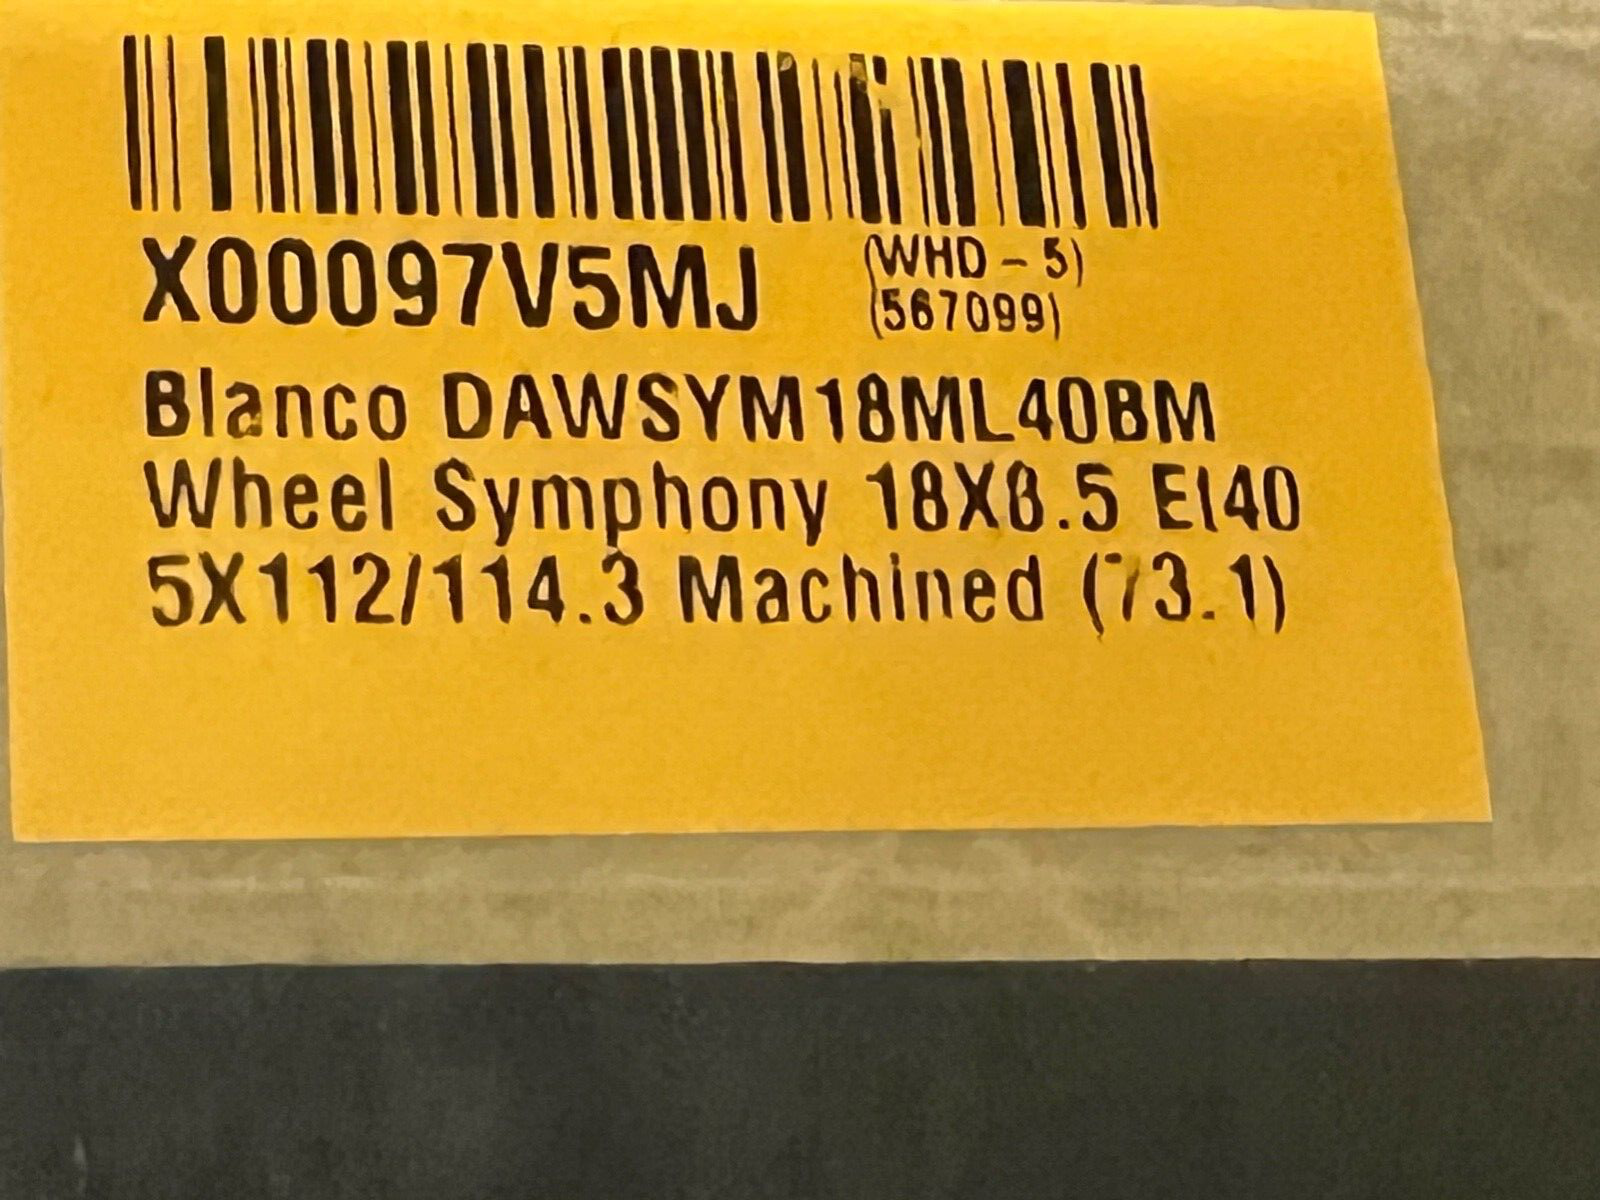 X00097V5MJ (WHD - 5)
(567099)
Blanco DAWSYM18ML40BM
Wheel Symphony 18X8.5 Et40
5X112/114.3 Machined (73.1)